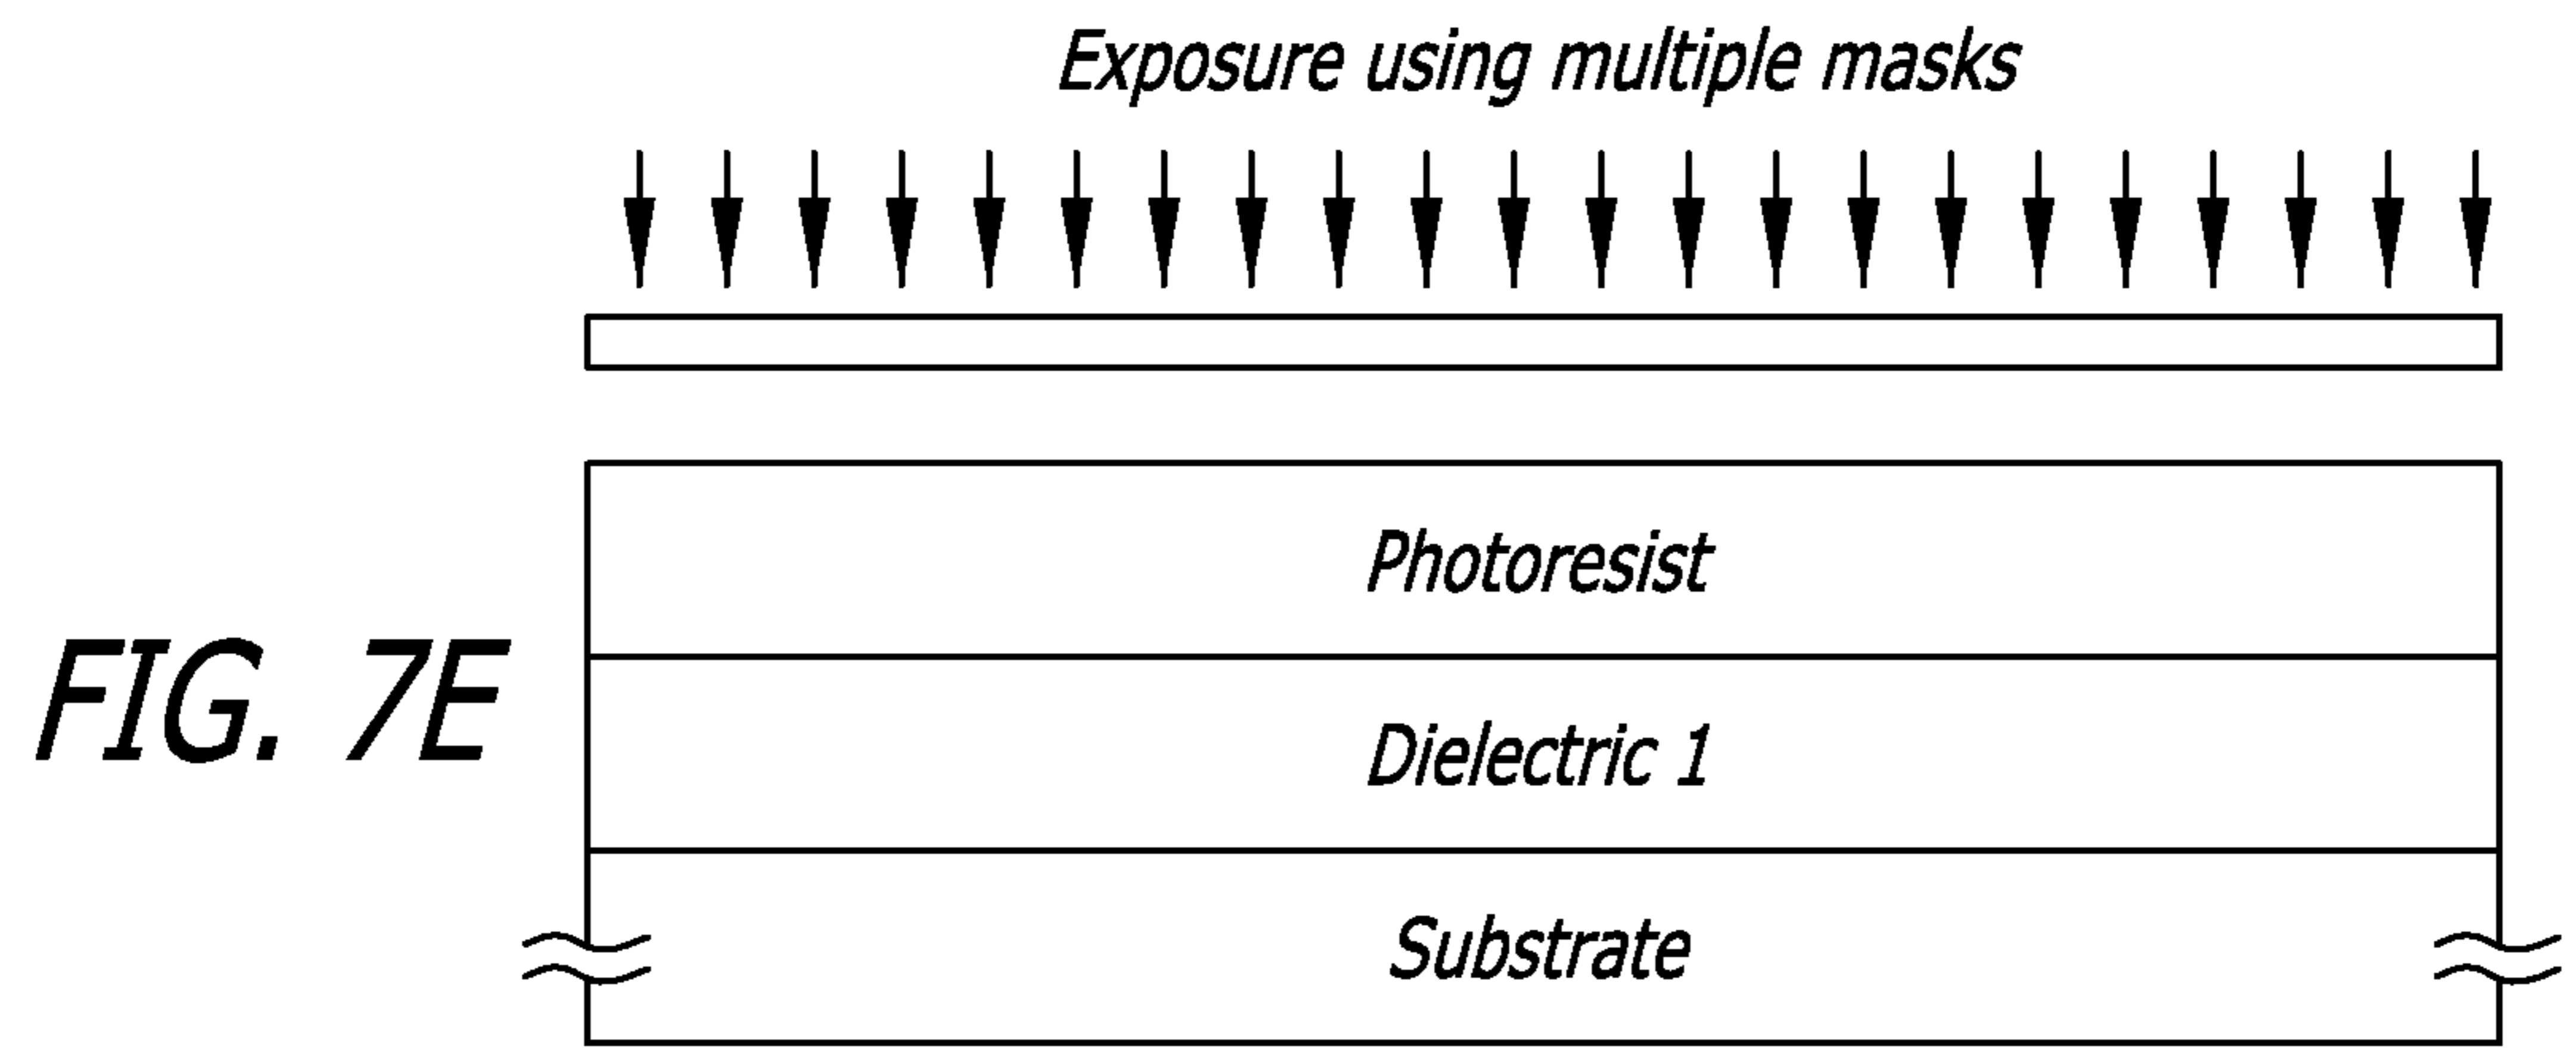 Exposure using multiple masks
Photoresist
FIG. 7E
Dielectric 1
Substrate